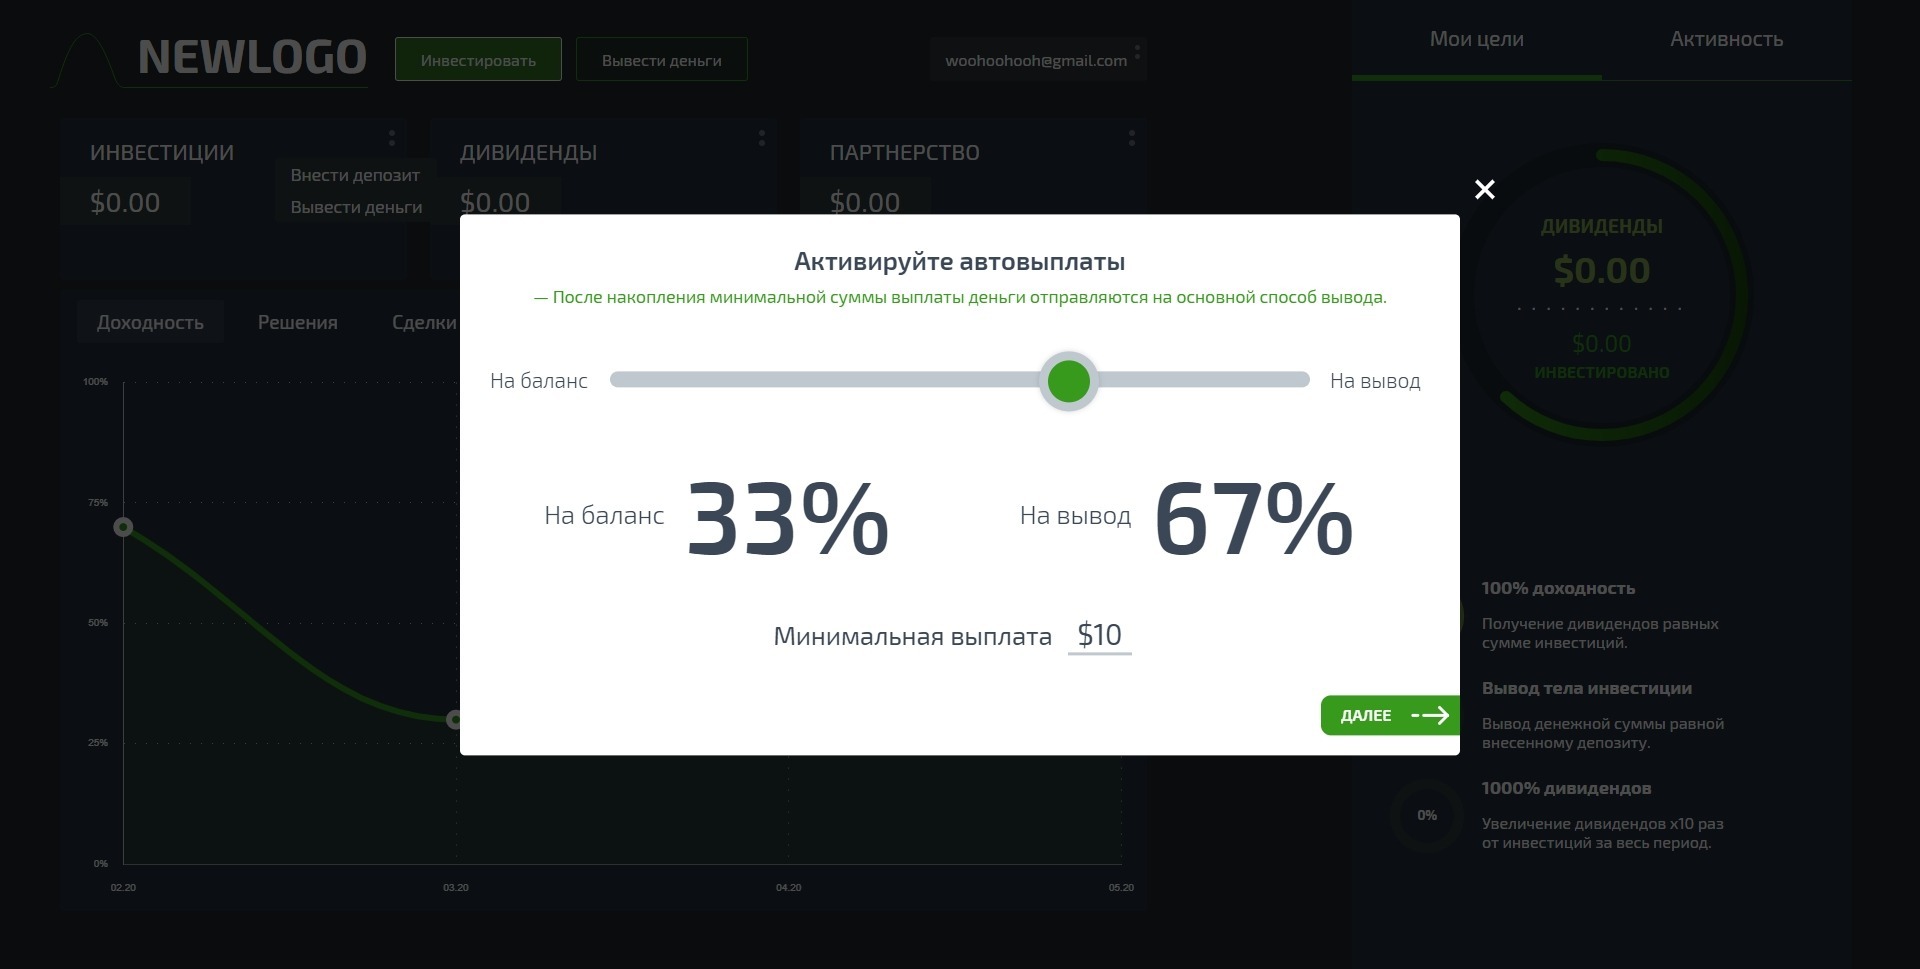 NEWLOGO
Инвестировать
Вывести деньги
woohoohooh@gmail.com
Мои цели
Активность
ИНВЕСТИЦИИ
$0.00
Внести депозит
Вывести деньги
ДИВИДЕНДЫ
$0.00
ПАРТНЕРСТВО
$0.00
Доходность
Решения
Сделки
100%
75%
50%
25%
0%
02.20
03.20
04.20
05.20
Активируйте автовыплаты
— После накопления минимальной суммы выплаты деньги отправляются на основной способ вывода.
На баланс
На вывод
На баланс 33%
На вывод 67%
Минимальная выплата $10
ДАЛЕЕ
ДИВИДЕНДЫ
$0.00
$0.00
ИНВЕСТИРОВАНО
100% доходность
Получение дивидендов равных
сумме инвестиций.
Вывод тела инвестиции
Вывод денежной суммы равной
внесенному депозиту.
0%
1000% дивидендов
Увеличение дивидендов x10 раз
от инвестиций за весь период.